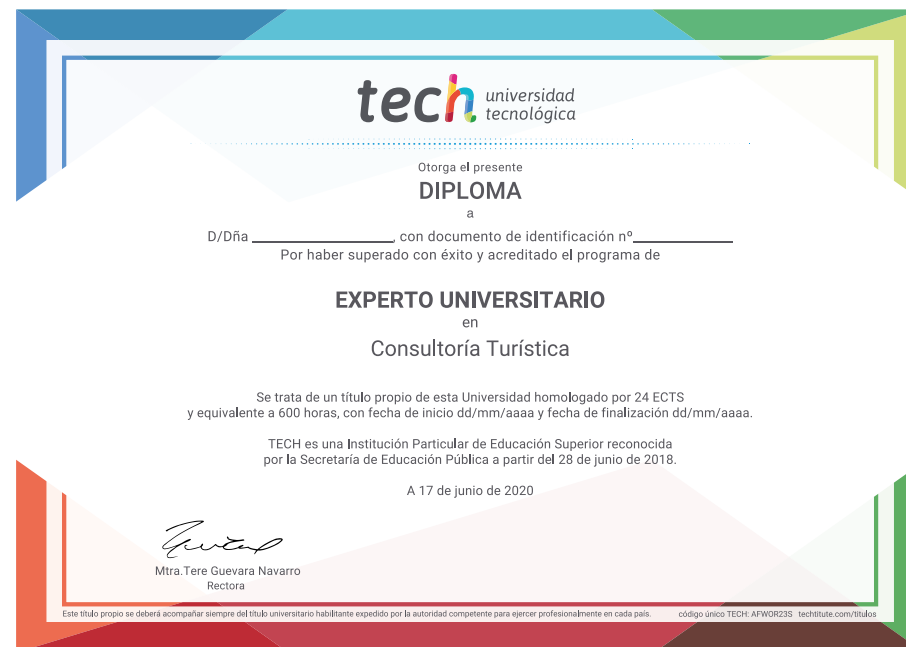 tech universidad
tecnológica
Otorga el presente
DIPLOMA
a
D/Dña ____________, con documento de identificación nº____________
Por haber superado con éxito y acreditado el programa de
EXPERTO UNIVERSITARIO
en
Consultoría Turística
Se trata de un título propio de esta Universidad homologado por 24 ECTS
y equivalente a 600 horas, con fecha de inicio dd/mm/aaaa y fecha de finalización dd/mm/aaaa.
TECH es una Institución Particular de Educación Superior reconocida
por la Secretaría de Educación Pública a partir del 28 de junio de 2018.
A 17 de junio de 2020
Mtra.Tere Guevara Navarro
Rectora
Este título propio se deberá acompañar siempre del título universitario habilitante expedido por la autoridad competente para ejercer profesionalmente en cada país. código único TECH: AFWOR23S techtitute.com/titulos